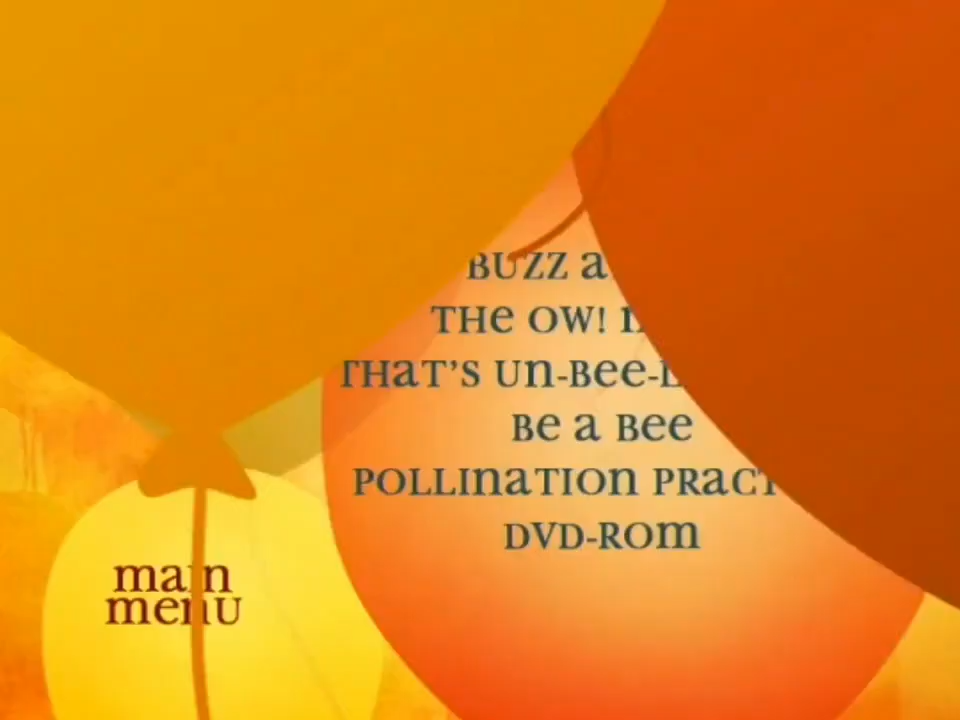 BUZZ
THE OW!
THAT'S
BE A BEE
POLLINATION
DVD-ROM
main
menu